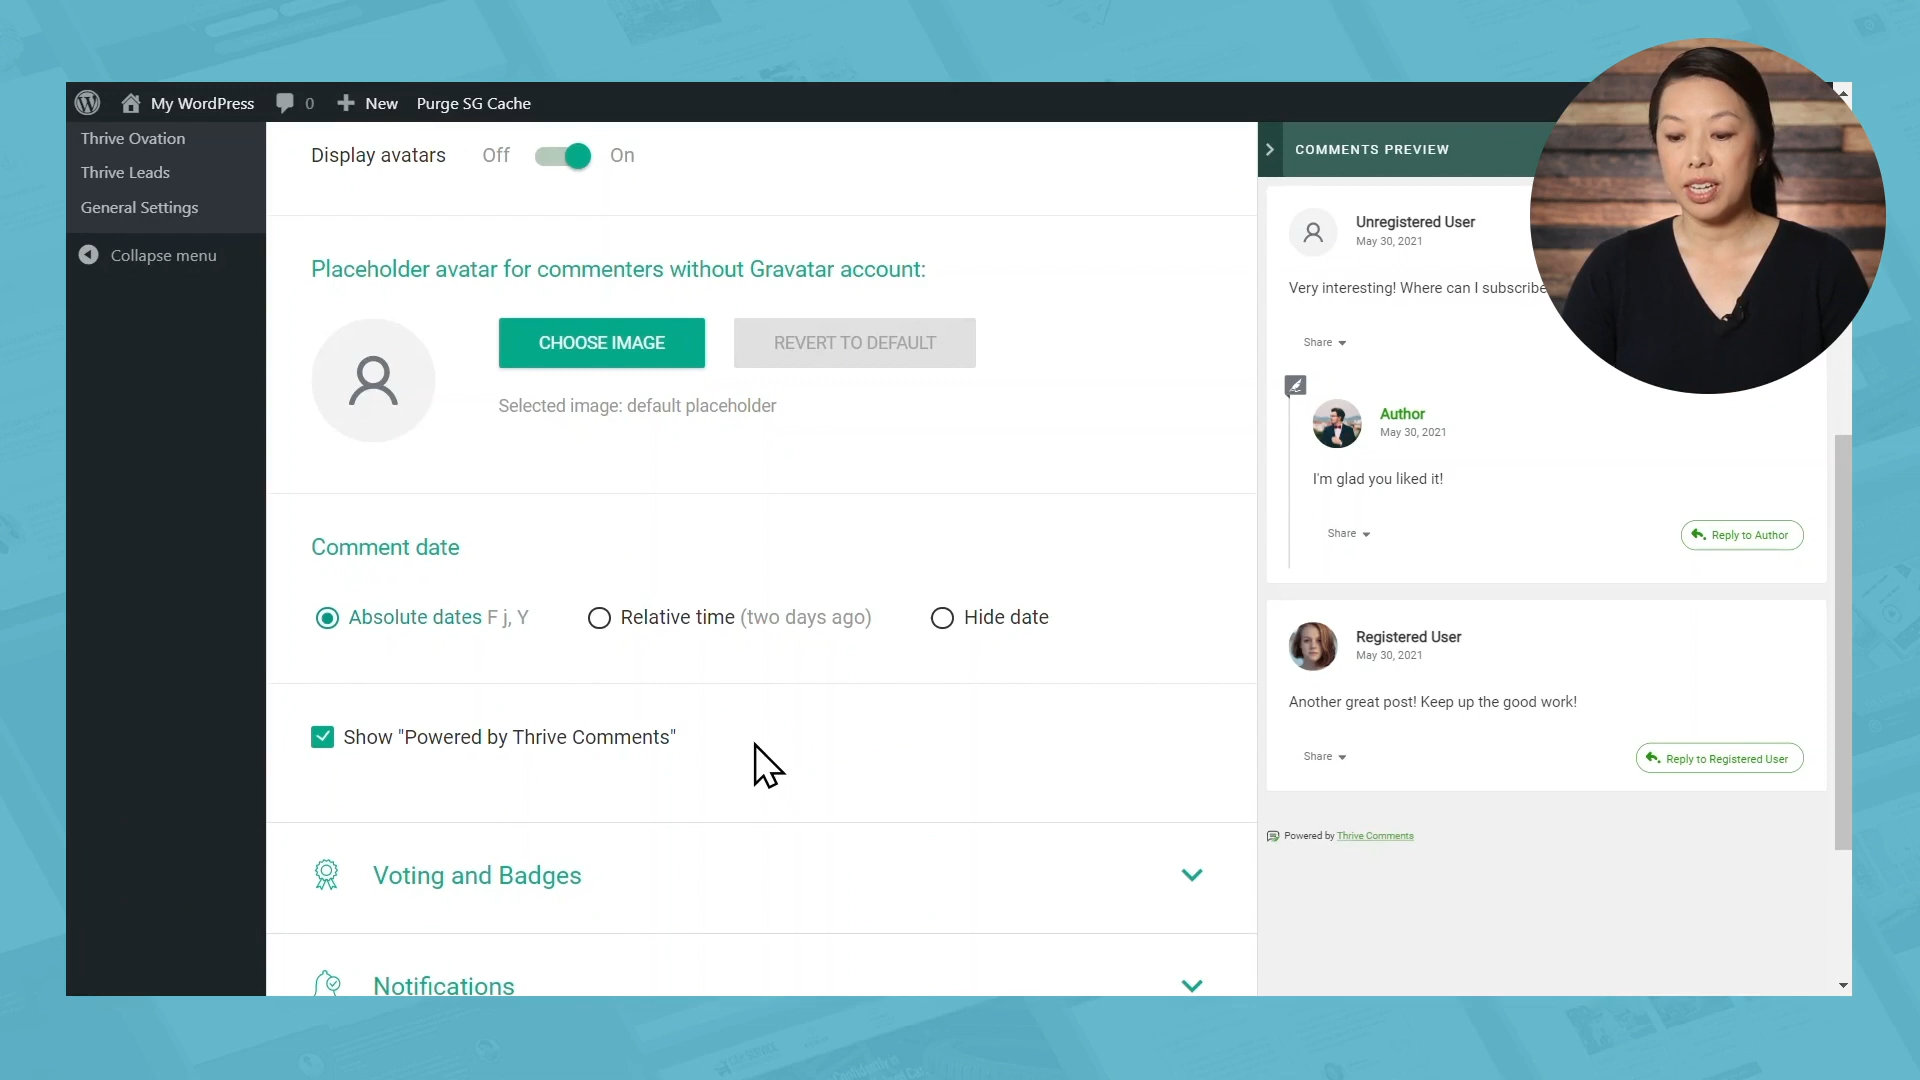 My WordPress
0
New
Purge SG Cache
Thrive Ovation
Thrive Leads
General Settings
Collapse menu
Display avatars
Off
On
Placeholder avatar for commenters without Gravatar account:
CHOOSE IMAGE
REVERT TO DEFAULT
Selected image: default placeholder
Comment date
Absolute dates F j, Y
Relative time (two days ago)
Hide date
Show "Powered by Thrive Comments"
Voting and Badges
Notifications
COMMENTS PREVIEW
Unregistered User
May 30, 2021
Very interesting! Where can I subscribe
Share
Author
May 30, 2021
I'm glad you liked it!
Share
Reply to Author
Registered User
May 30, 2021
Another great post! Keep up the good work!
Share
Reply to Registered User
Powered by Thrive Comments